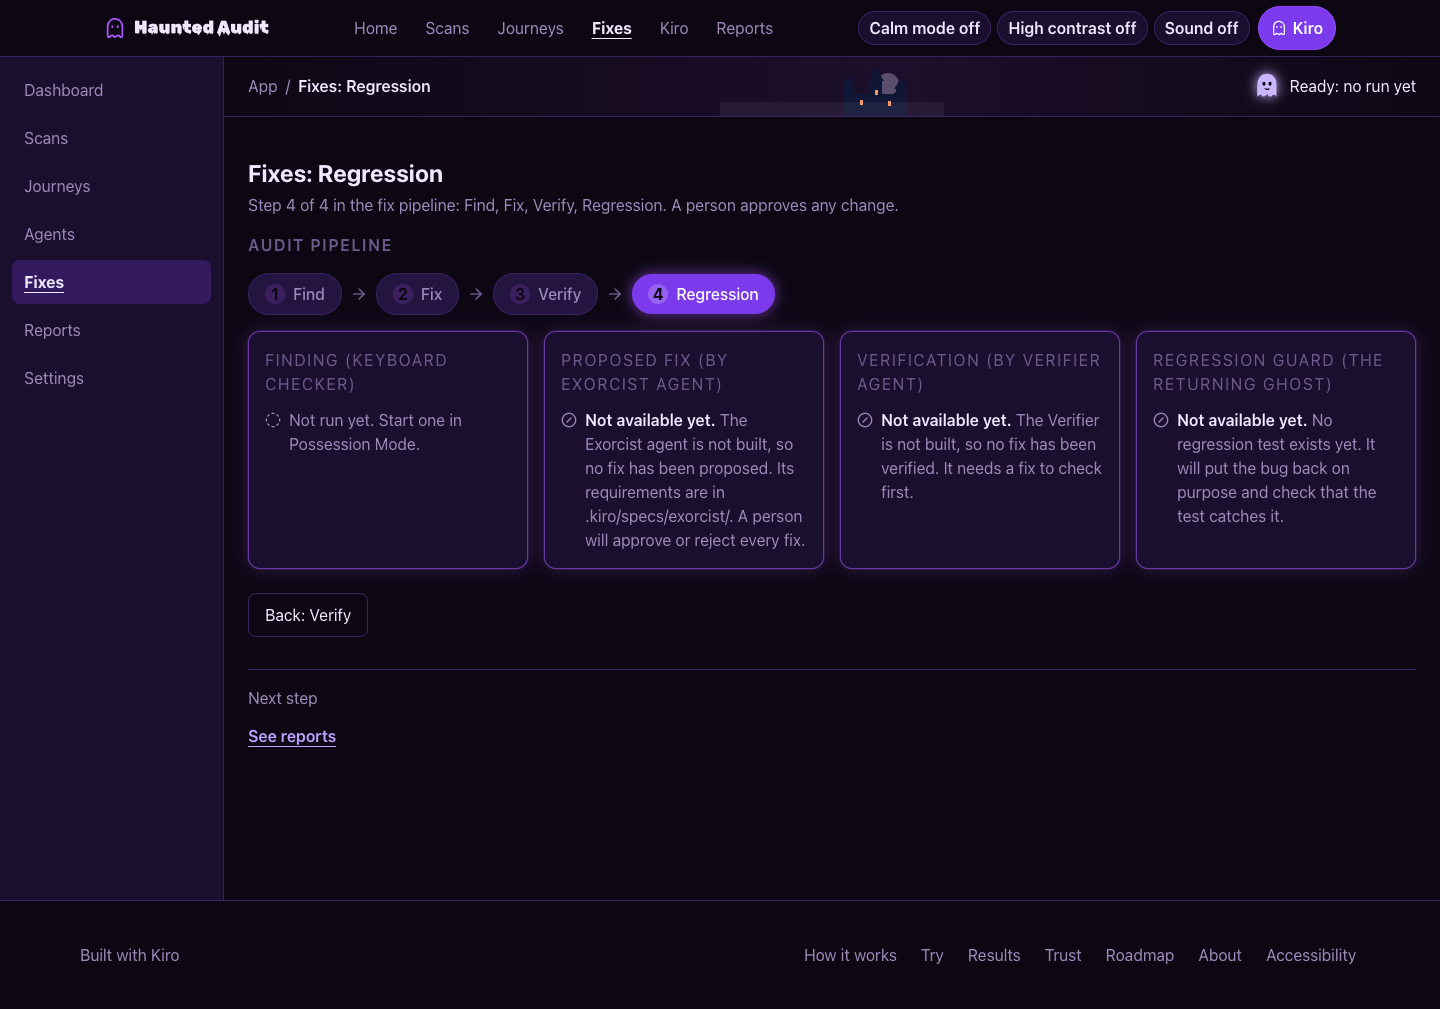 Haunted Audit
Home Scans Journeys Fixes Kiro Reports
Calm mode off High contrast off Sound off Kiro
Dashboard
Scans
Journeys
Agents
Fixes
Reports
Settings
App / Fixes: Regression
Ready: no run yet
Fixes: Regression
Step 4 of 4 in the fix pipeline: Find, Fix, Verify, Regression. A person approves any change.
AUDIT PIPELINE
1 Find → 2 Fix → 3 Verify → 4 Regression
FINDING (KEYBOARD
CHECKER)
Not run yet. Start one in
Possession Mode.
PROPOSED FIX (BY
EXORCIST AGENT)
Not available yet. The
Exorcist agent is not built, so
no fix has been proposed. Its
requirements are in
.kiro/specs/exorcist/. A person
will approve or reject every fix.
VERIFICATION (BY VERIFIER
AGENT)
Not available yet. The Verifier
is not built, so no fix has been
verified. It needs a fix to check
first.
REGRESSION GUARD (THE
RETURNING GHOST)
Not available yet. No
regression test exists yet. It
will put the bug back on
purpose and check that the
test catches it.
Back: Verify
Next step
See reports
Built with Kiro
How it works Try Results Trust Roadmap About Accessibility